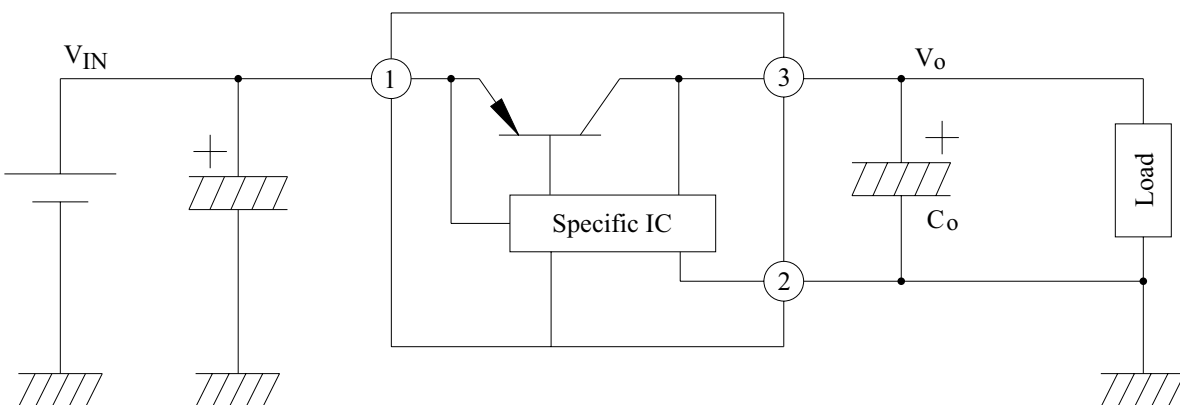 VIN
1
3
Vo
+
+
Specific IC
Co
Load
2